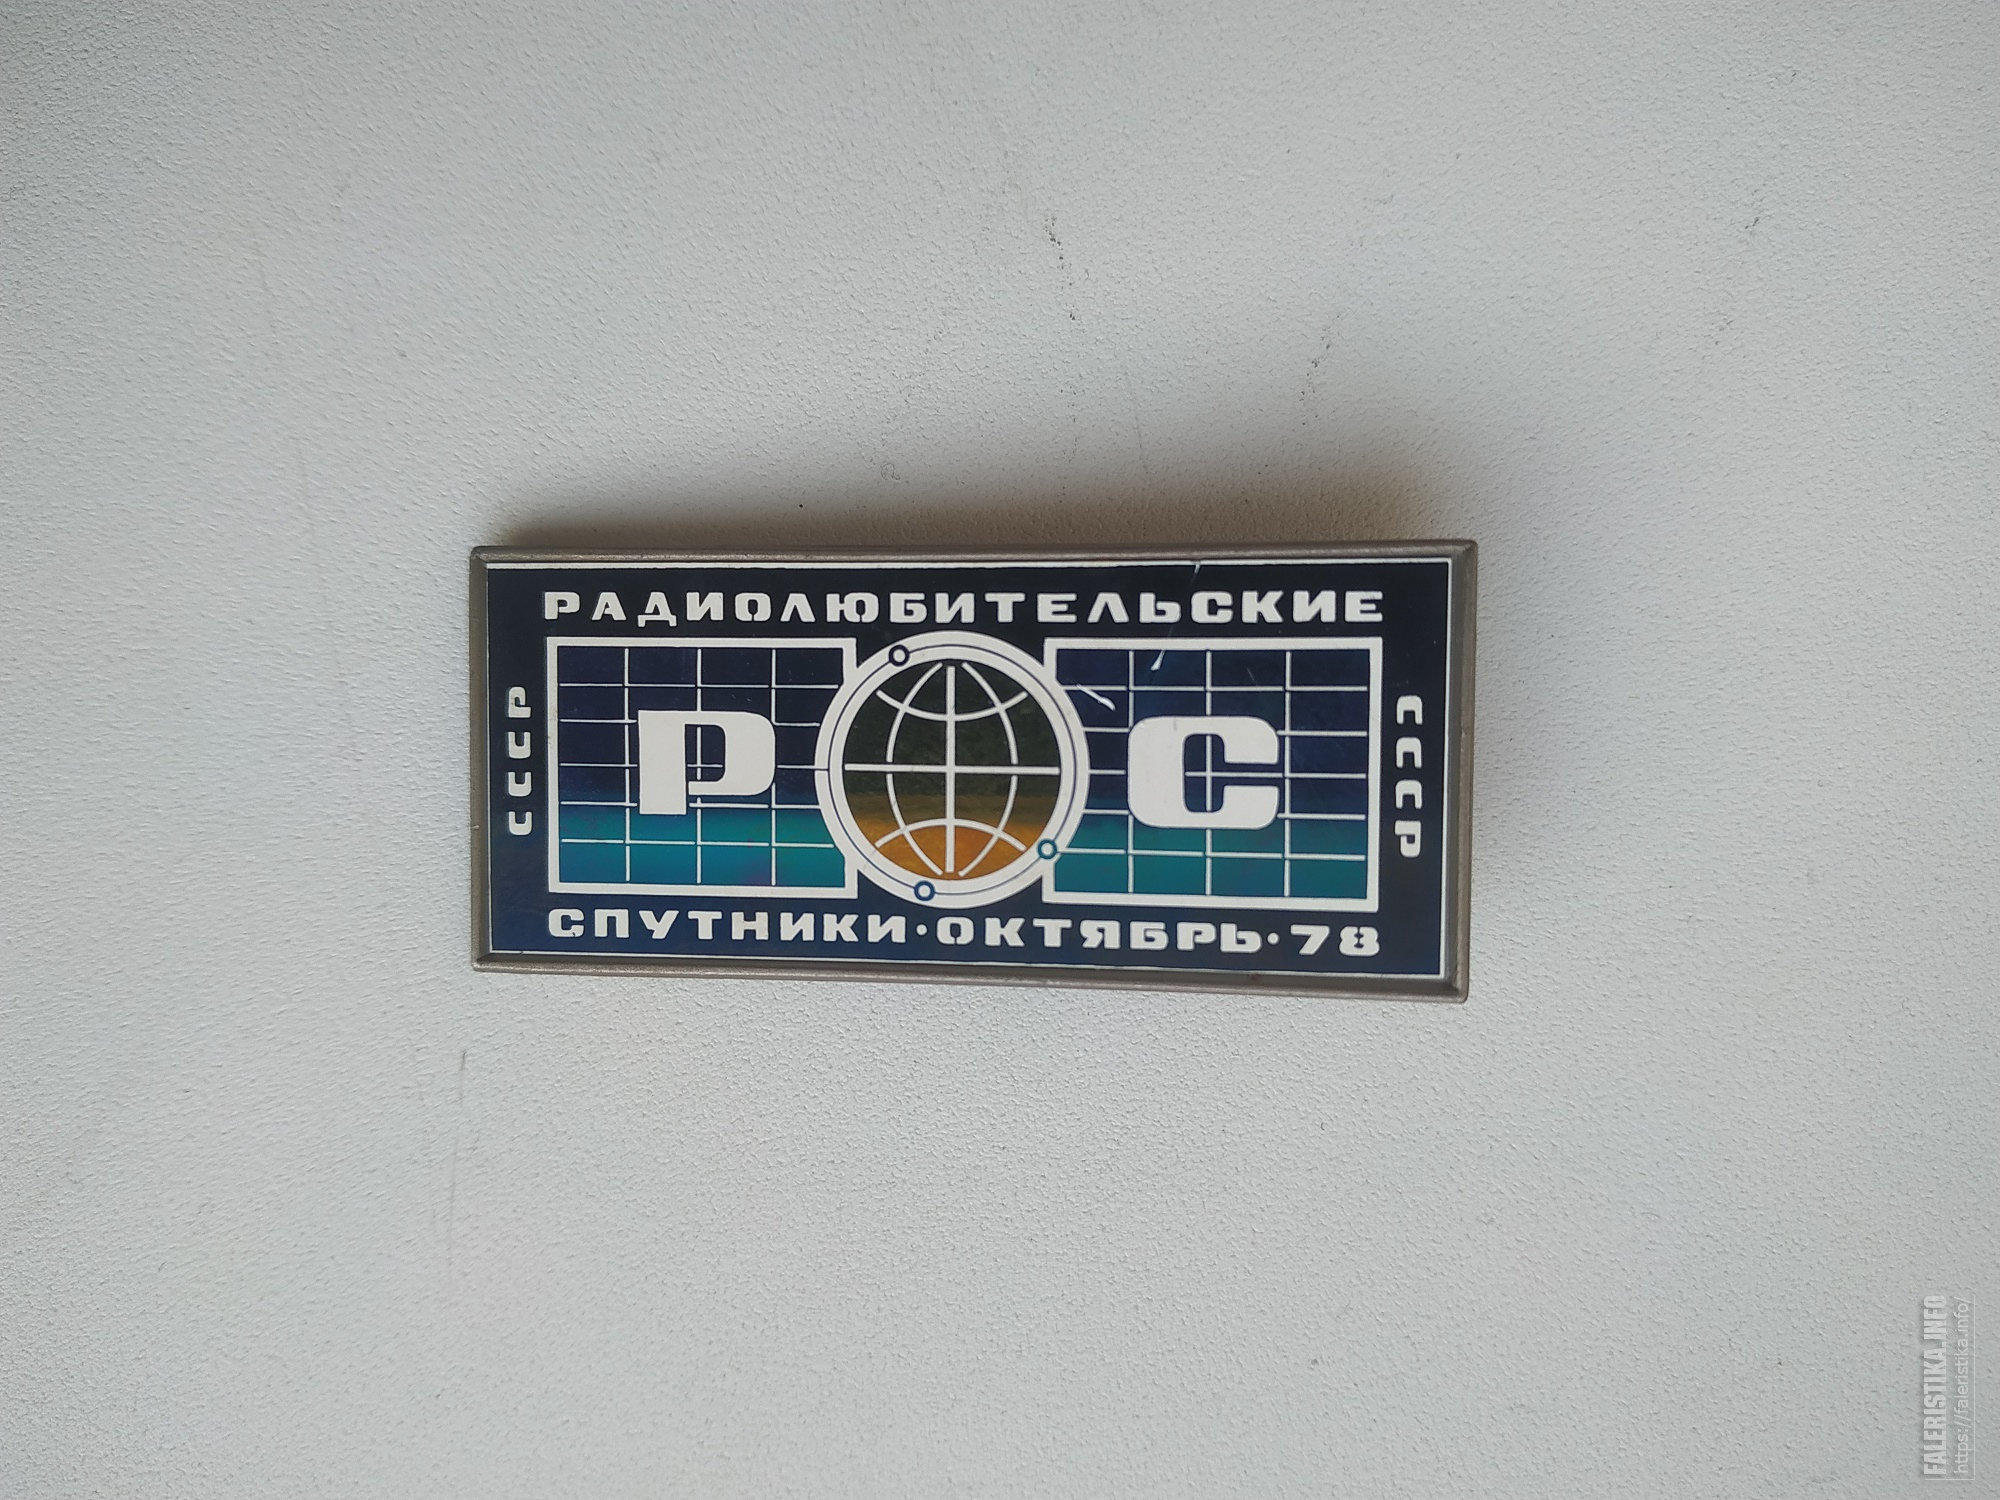 РАДИОЛЮБИТЕЛЬСКИЕ
СССР
Р С
СССР
СПУТНИКИ·ОКТЯБРЬ·78
FALERISTIKA.INFO
https://faleristika.info/